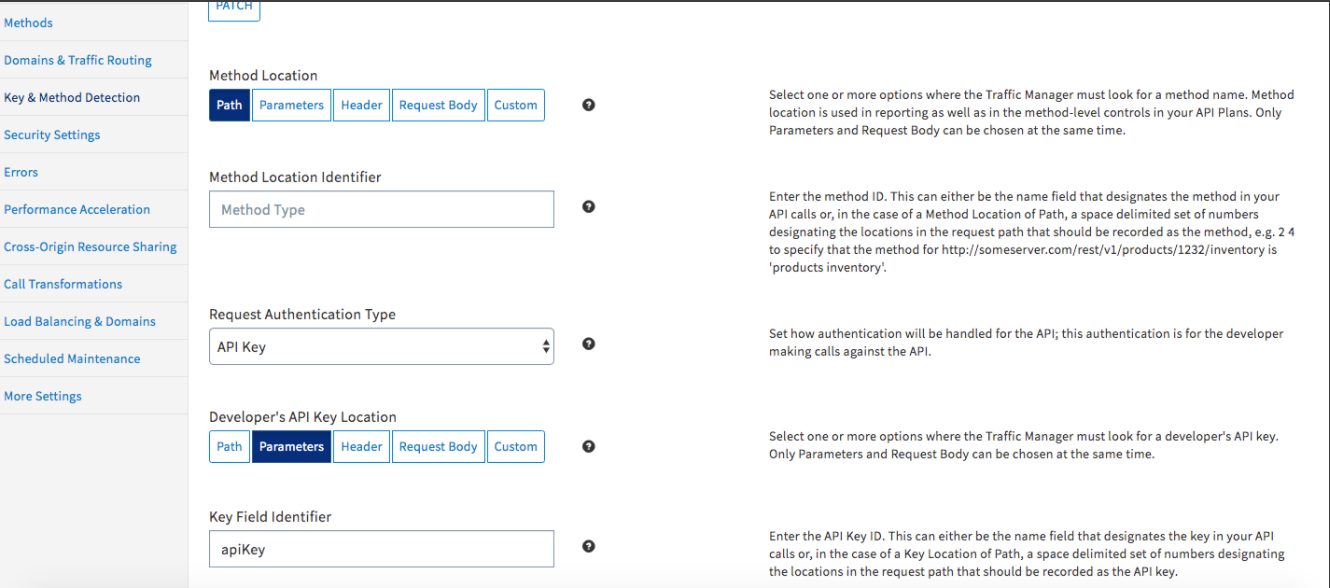 PATCH
Methods
Domains & Traffic Routing
Key & Method Detection
Security Settings
Errors
Performance Acceleration
Cross-Origin Resource Sharing
Call Transformations
Load Balancing & Domains
Scheduled Maintenance
More Settings
Method Location
Path Parameters Header Request Body Custom
Select one or more options where the Traffic Manager must look for a method name. Method
location is used in reporting as well as in the method-level controls in your API Plans. Only
Parameters and Request Body can be chosen at the same time.
Method Location Identifier
Method Type
Enter the method ID. This can either be the name field that designates the method in your
API calls or, in the case of a Method Location of Path, a space delimited set of numbers
designating the locations in the request path that should be recorded as the method, e.g. 2 4
to specify that the method for http://someserver.com/rest/v1/products/1232/inventory is
'products inventory'.
Request Authentication Type
API Key
Set how authentication will be handled for the API; this authentication is for the developer
making calls against the API.
Developer's API Key Location
Path Parameters Header Request Body Custom
Select one or more options where the Traffic Manager must look for a developer's API key.
Only Parameters and Request Body can be chosen at the same time.
Key Field Identifier
apiKey
Enter the API Key ID. This can either be the name field that designates the key in your API
calls or, in the case of a Key Location of Path, a space delimited set of numbers designating
the locations in the request path that should be recorded as the API key.